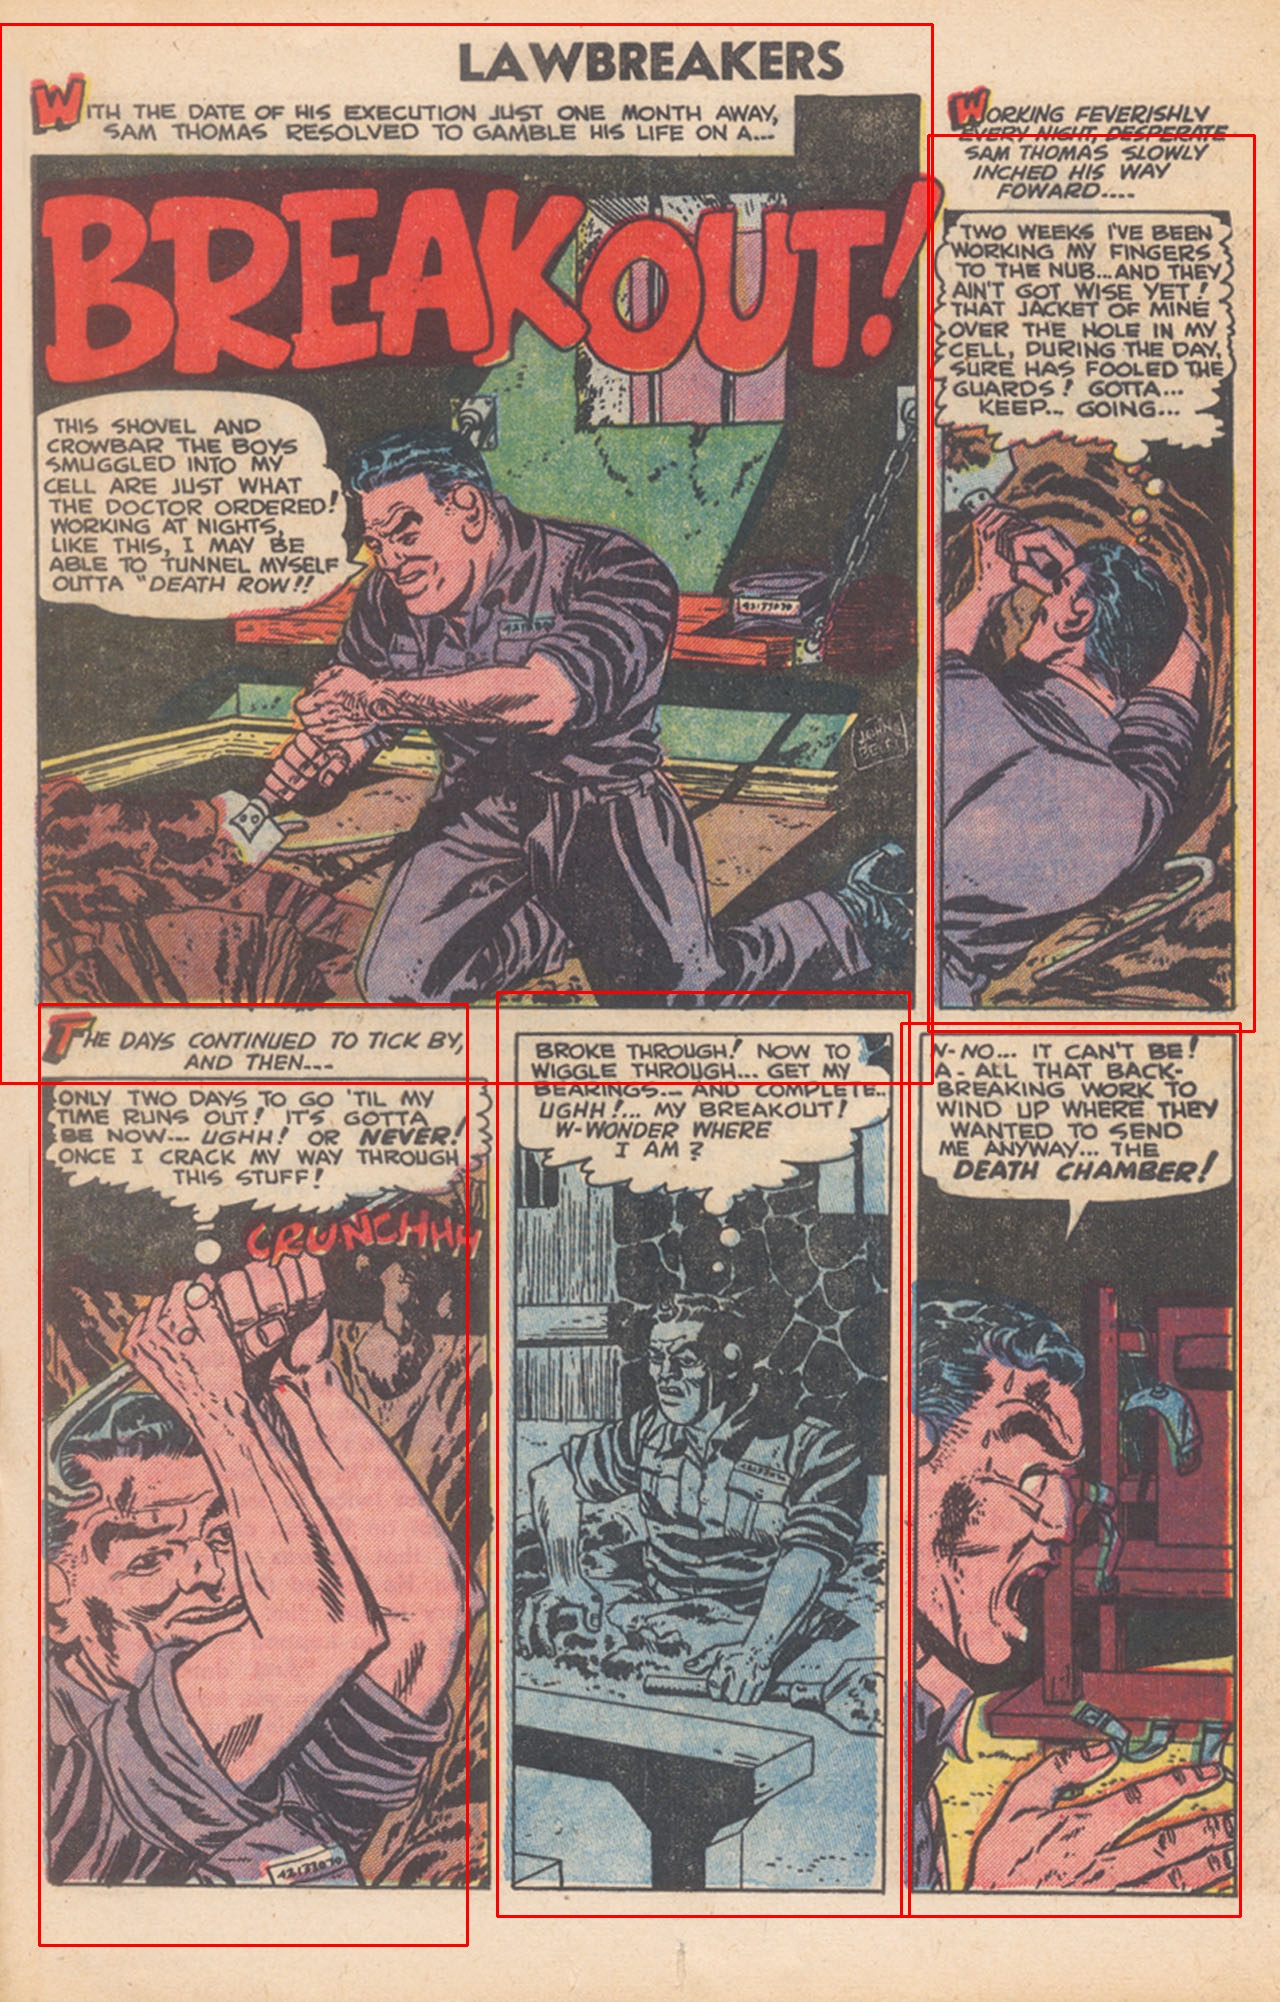 LAWBREAKERS
WITH THE DATE OF HIS EXECUTION JUST ONE MONTH AWAY,
SAM THOMAS RESOLVED TO GAMBLE HIS LIFE ON A...
BREAKOUT!
THIS SHOVEL AND
CROWBAR THE BOYS
SMUGGLED INTO MY
CELL ARE JUST WHAT
THE DOCTOR ORDERED!
WORKING AT NIGHTS,
LIKE THIS, I MAY BE
ABLE TO TUNNEL MYSELF
OUTTA "DEATH ROW!!
WORKING FEVERISHLY
EVERY NIGHT, DESPERATE
SAM THOMAS SLOWLY
INCHED HIS WAY
FOWARD....
TWO WEEKS I'VE BEEN
WORKING MY FINGERS
TO THE NUB...AND THEY
AIN'T GOT WISE YET!
THAT JACKET OF MINE
OVER THE HOLE IN MY
CELL, DURING THE DAY,
SURE HAS FOOLED THE
GUARDS! GOTTA...
KEEP... GOING...
THE DAYS CONTINUED TO TICK BY,
AND THEN---
ONLY TWO DAYS TO GO 'TIL MY
TIME RUNS OUT! IT'S GOTTA
BE NOW--- UGHH! OR NEVER!
ONCE I CRACK MY WAY THROUGH
THIS STUFF!
CRUNCHHH
BROKE THROUGH! NOW TO
WIGGLE THROUGH... GET MY
BEARINGS--- AND COMPLETE..
UGHH!... MY BREAKOUT!
W-WONDER WHERE
I AM?
N-NO... IT CAN'T BE!
A- ALL THAT BACK-
BREAKING WORK TO
WIND UP WHERE THEY
WANTED TO SEND
ME ANYWAY... THE
DEATH CHAMBER!